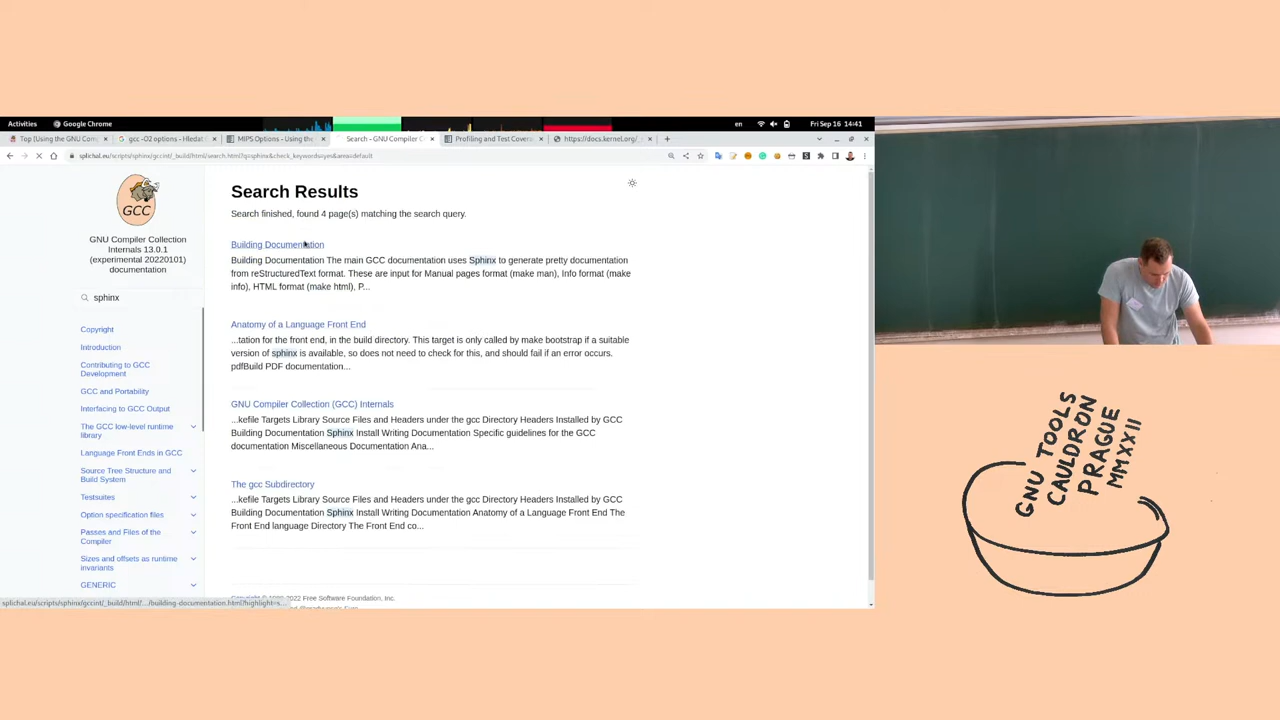 Activities
Google Chrome
en
Fri Sep 16 14:41
Top (Using the GNU Com
gcc -O2 options - Hledat
MIPS Options - Using the
Search - GNU Compiler C
Profiling and Test Covera
https://docs.kernel.org/
splichal.eu/scripts/sphinx/gccint/_build/html/search.html?q=sphinx&check_keywords=yes&area=default
GCC
GNU Compiler Collection
Internals 13.0.1
(experimental 20220101)
documentation
sphinx
Copyright
Introduction
Contributing to GCC
Development
GCC and Portability
Interfacing to GCC Output
The GCC low-level runtime
library
Language Front Ends in GCC
Source Tree Structure and
Build System
Testsuites
Option specification files
Passes and Files of the
Compiler
Sizes and offsets as runtime
invariants
GENERIC
Search Results
Search finished, found 4 page(s) matching the search query.
Building Documentation
Building Documentation The main GCC documentation uses Sphinx to generate pretty documentation
from reStructuredText format. These are input for Manual pages format (make man), Info format (make
info), HTML format (make html), P...
Anatomy of a Language Front End
...tation for the front end, in the build directory. This target is only called by make bootstrap if a suitable
version of sphinx is available, so does not need to check for this, and should fail if an error occurs.
pdfBuild PDF documentation...
GNU Compiler Collection (GCC) Internals
...kefile Targets Library Source Files and Headers under the gcc Directory Headers Installed by GCC
Building Documentation Sphinx Install Writing Documentation Specific guidelines for the GCC
documentation Miscellaneous Documentation Ana...
The gcc Subdirectory
...kefile Targets Library Source Files and Headers under the gcc Directory Headers Installed by GCC
Building Documentation Sphinx Install Writing Documentation Anatomy of a Language Front End The
Front End language Directory The Front End co...
2022 Free Software Foundation, Inc.
splichal.eu/scripts/sphinx/gccint/_build/html/.../building-documentation.html?highlight=s...
GNU TOOLS
CAULDRON
PRAGUE
MMXXII